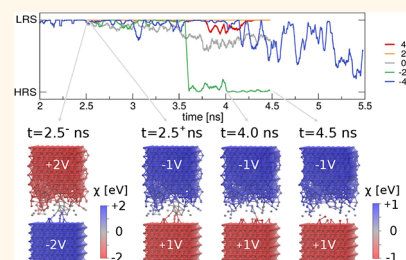 LRS
HRS
2 2.5 3 3.5 4 4.5 5 5.5
time [ns]
4
2
0
-2
-4
t=2.5⁻ ns t=2.5⁺ns t=4.0 ns t=4.5 ns
+2V -1V -1V -1V
χ [eV] χ [eV]
+2 +1
0 0
-2 -1
-2V +1V +1V +1V